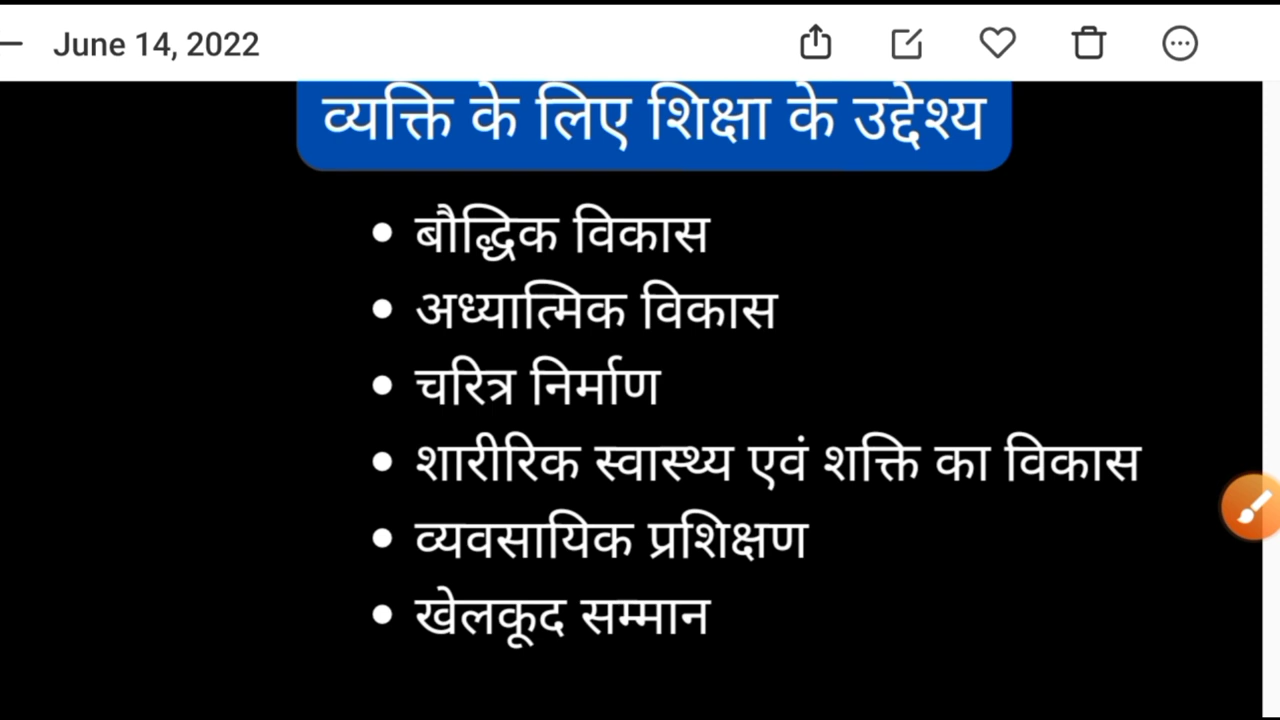 June 14, 2022
व्यक्ति के लिए शिक्षा के उद्देश्य
• बौद्धिक विकास
• अध्यात्मिक विकास
• चरित्र निर्माण
• शारीरिक स्वास्थ्य एवं शक्ति का विकास
• व्यवसायिक प्रशिक्षण
• खेलकूद सम्मान